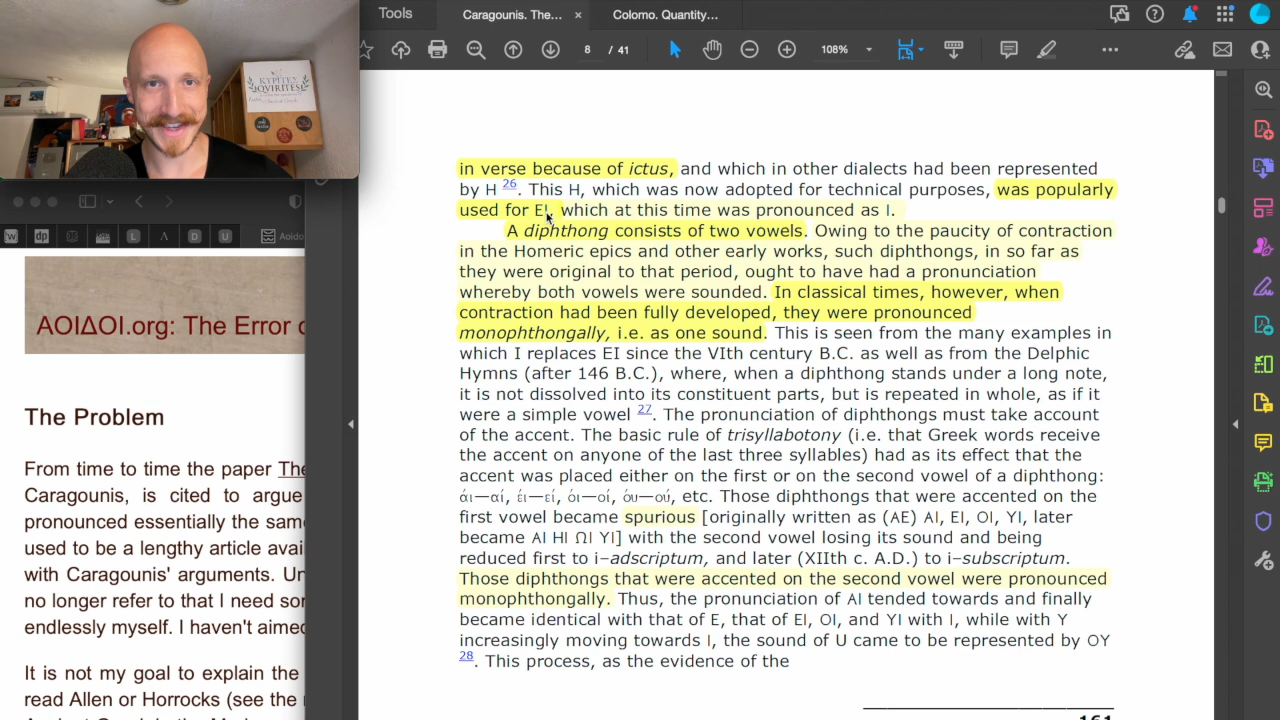 Tools
Caragounis. The... ×
Colomo. Quantity...
8 / 41
108%
ΚΥΡΙΤΕΣ
IQVIRITES
in verse because of ictus, and which in other dialects had been represented
by H 26. This H, which was now adopted for technical purposes, was popularly
used for EI, which at this time was pronounced as I.
A diphthong consists of two vowels. Owing to the paucity of contraction
in the Homeric epics and other early works, such diphthongs, in so far as
they were original to that period, ought to have had a pronunciation
whereby both vowels were sounded. In classical times, however, when
contraction had been fully developed, they were pronounced
monophthongally, i.e. as one sound. This is seen from the many examples in
which I replaces EI since the VIth century B.C. as well as from the Delphic
Hymns (after 146 B.C.), where, when a diphthong stands under a long note,
it is not dissolved into its constituent parts, but is repeated in whole, as if it
were a simple vowel 27. The pronunciation of diphthongs must take account
of the accent. The basic rule of trisyllabotony (i.e. that Greek words receive
the accent on anyone of the last three syllables) had as its effect that the
accent was placed either on the first or on the second vowel of a diphthong:
άι—αί, έι—εί, όι—οί, όυ—ού, etc. Those diphthongs that were accented on the
first vowel became spurious [originally written as (AE) AI, EI, OI, YI, later
became AI HI ΩI YI] with the second vowel losing its sound and being
reduced first to i–adscriptum, and later (XIIth c. A.D.) to i–subscriptum.
Those diphthongs that were accented on the second vowel were pronounced
monophthongally. Thus, the pronunciation of AI tended towards and finally
became identical with that of E, that of EI, OI, and YI with I, while with Y
increasingly moving towards I, the sound of U came to be represented by OY
28. This process, as the evidence of the
161
W dp L Λ D U Aoido
AOIΔOI.org: The Error o
The Problem
From time to time the paper The
Caragounis, is cited to argue
pronounced essentially the same
used to be a lengthy article avai
with Caragounis' arguments. Un
no longer refer to that I need so
endlessly myself. I haven't aimed
It is not my goal to explain the
read Allen or Horrocks (see the